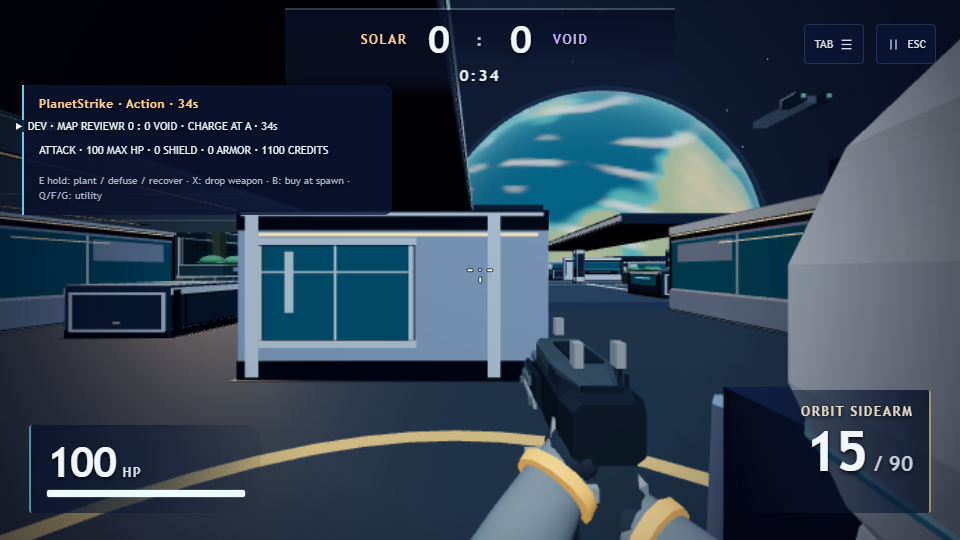 SOLAR 0 : 0 VOID
0:34
TAB ☰
II ESC
PlanetStrike · Action · 34s
▶ DEV · MAP REVIEWR 0 : 0 VOID · CHARGE AT A · 34s
ATTACK · 100 MAX HP · 0 SHIELD · 0 ARMOR · 1100 CREDITS
E hold: plant / defuse / recover · X: drop weapon · B: buy at spawn ·
Q/F/G: utility
100 HP
ORBIT SIDEARM
15 / 90